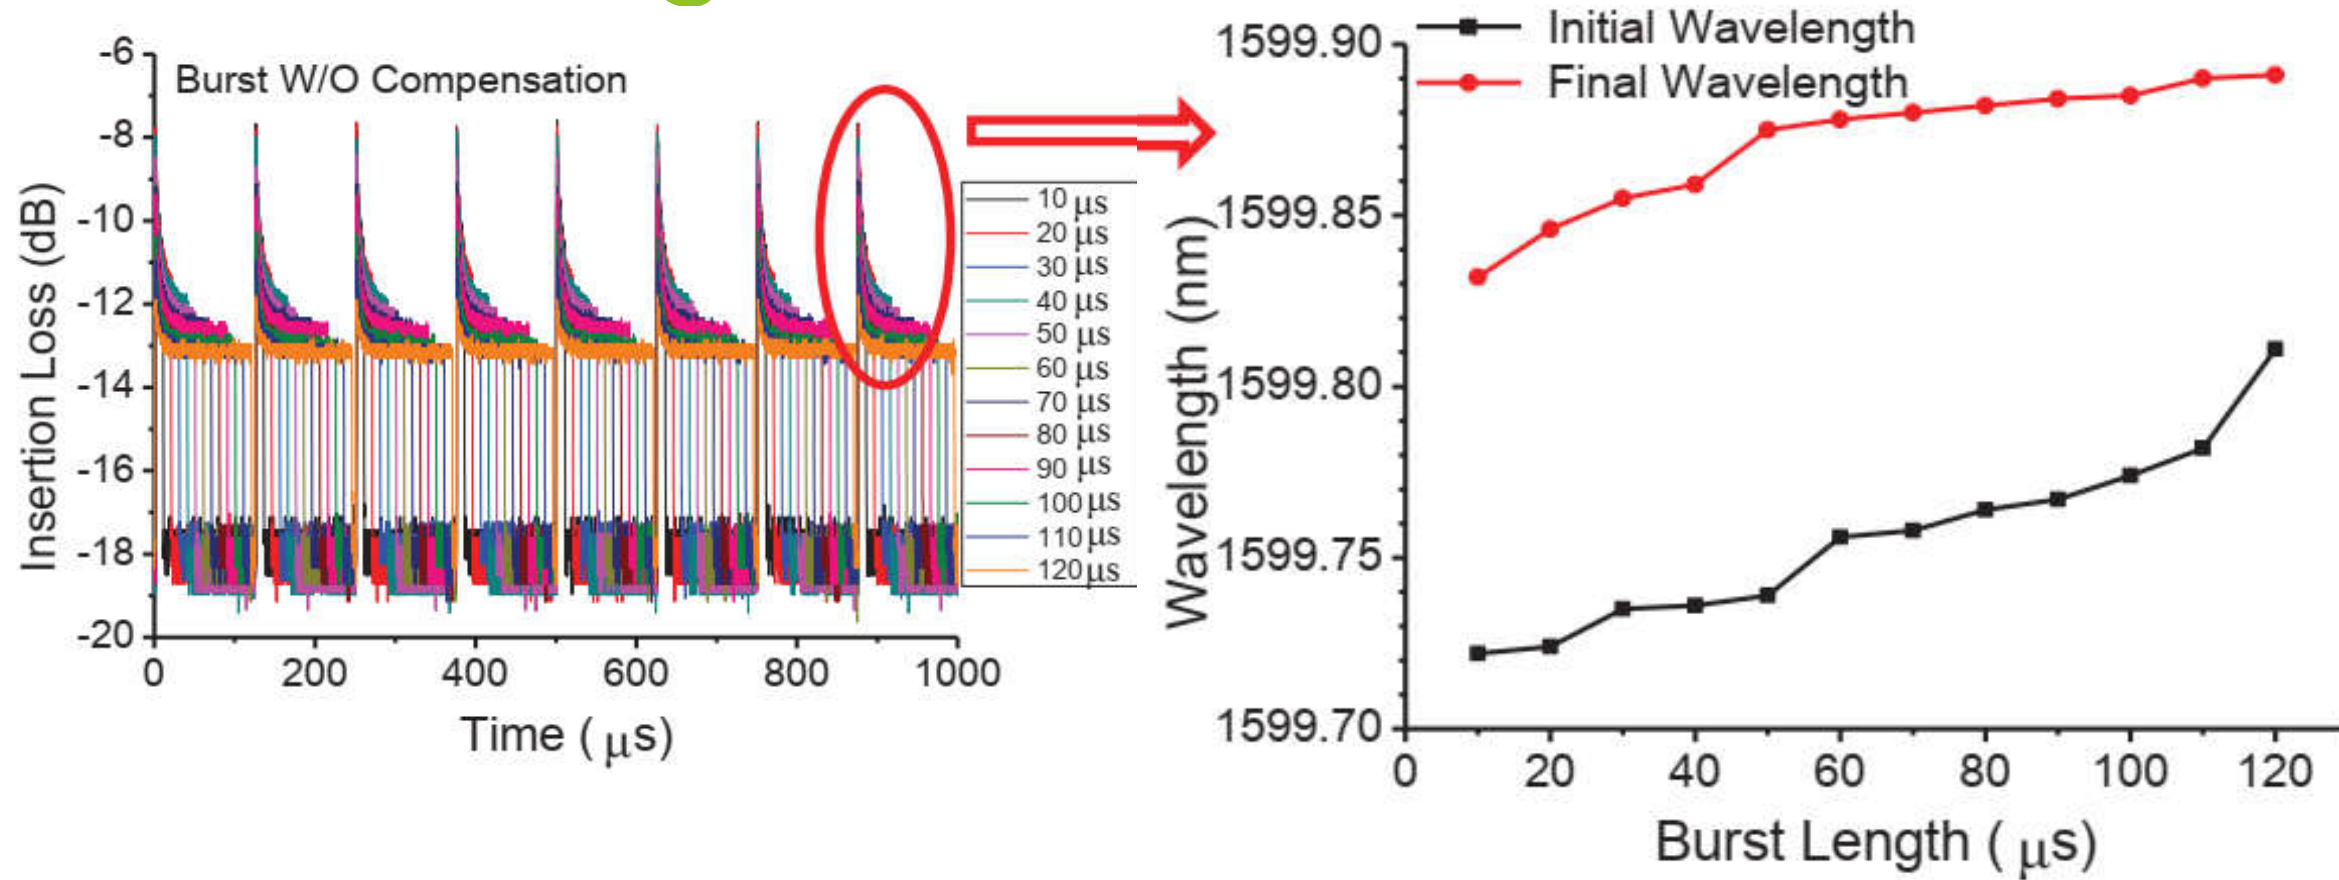 Burst W/O Compensation
Insertion Loss (dB)
-6
-8
-10
-12
-14
-16
-18
-20
0
200
400
600
800
1000
Time ( μs)
10 μs
20 μs
30 μs
40 μs
50 μs
60 μs
70 μs
80 μs
90 μs
100 μs
110 μs
120 μs
Initial Wavelength
Final Wavelength
Wavelength (nm)
1599.90
1599.85
1599.80
1599.75
1599.70
0
20
40
60
80
100
120
Burst Length ( μs)